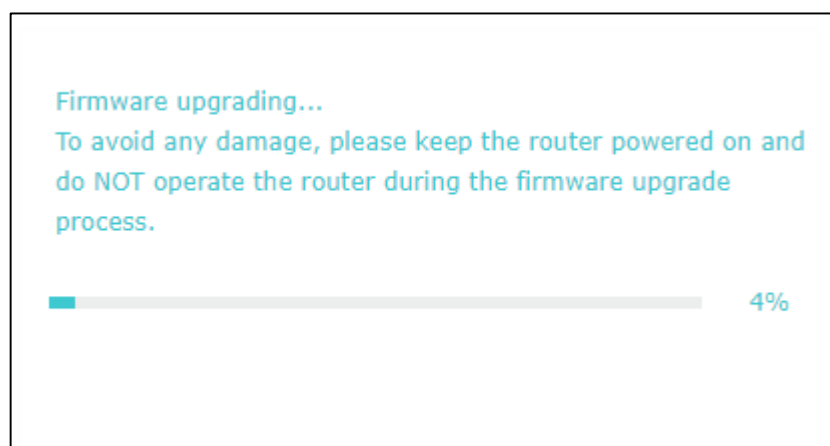 Firmware upgrading...
To avoid any damage, please keep the router powered on and
do NOT operate the router during the firmware upgrade
process.
4%